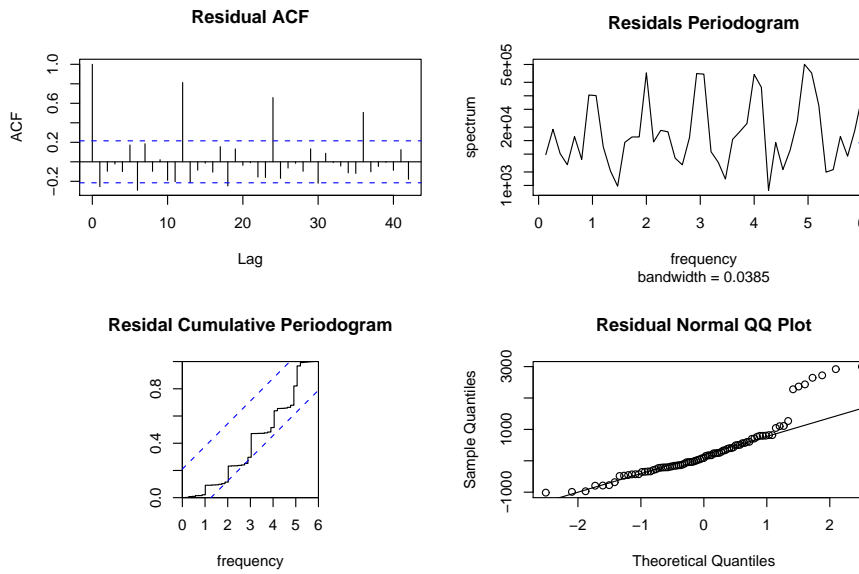 Residual ACF
ACF
−0.2 0.2 0.6 1.0
0 10 20 30 40
Lag
Residals Periodogram
spectrum
1e+03 2e+04 5e+05
0 1 2 3 4 5 6
frequency
bandwidth = 0.0385
Residal Cumulative Periodogram
0.0 0.4 0.8
0 1 2 3 4 5 6
frequency
Residual Normal QQ Plot
Sample Quantiles
−1000 1000 3000
−2 −1 0 1 2
Theoretical Quantiles